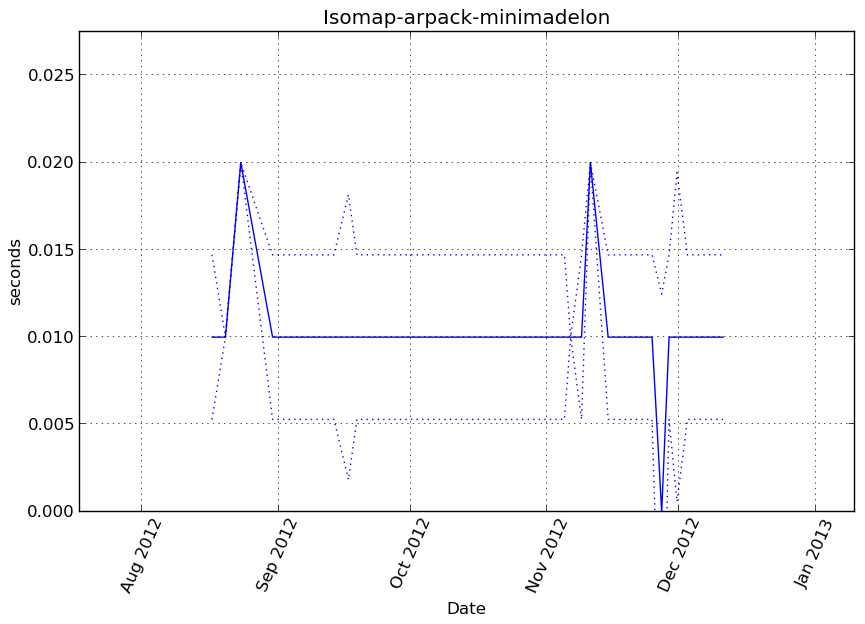 Isomap-arpack-minimadelon
0.025
0.020
0.015
0.010
0.005
0.000
seconds
Aug 2012
Sep 2012
Oct 2012
Nov 2012
Dec 2012
Jan 2013
Date